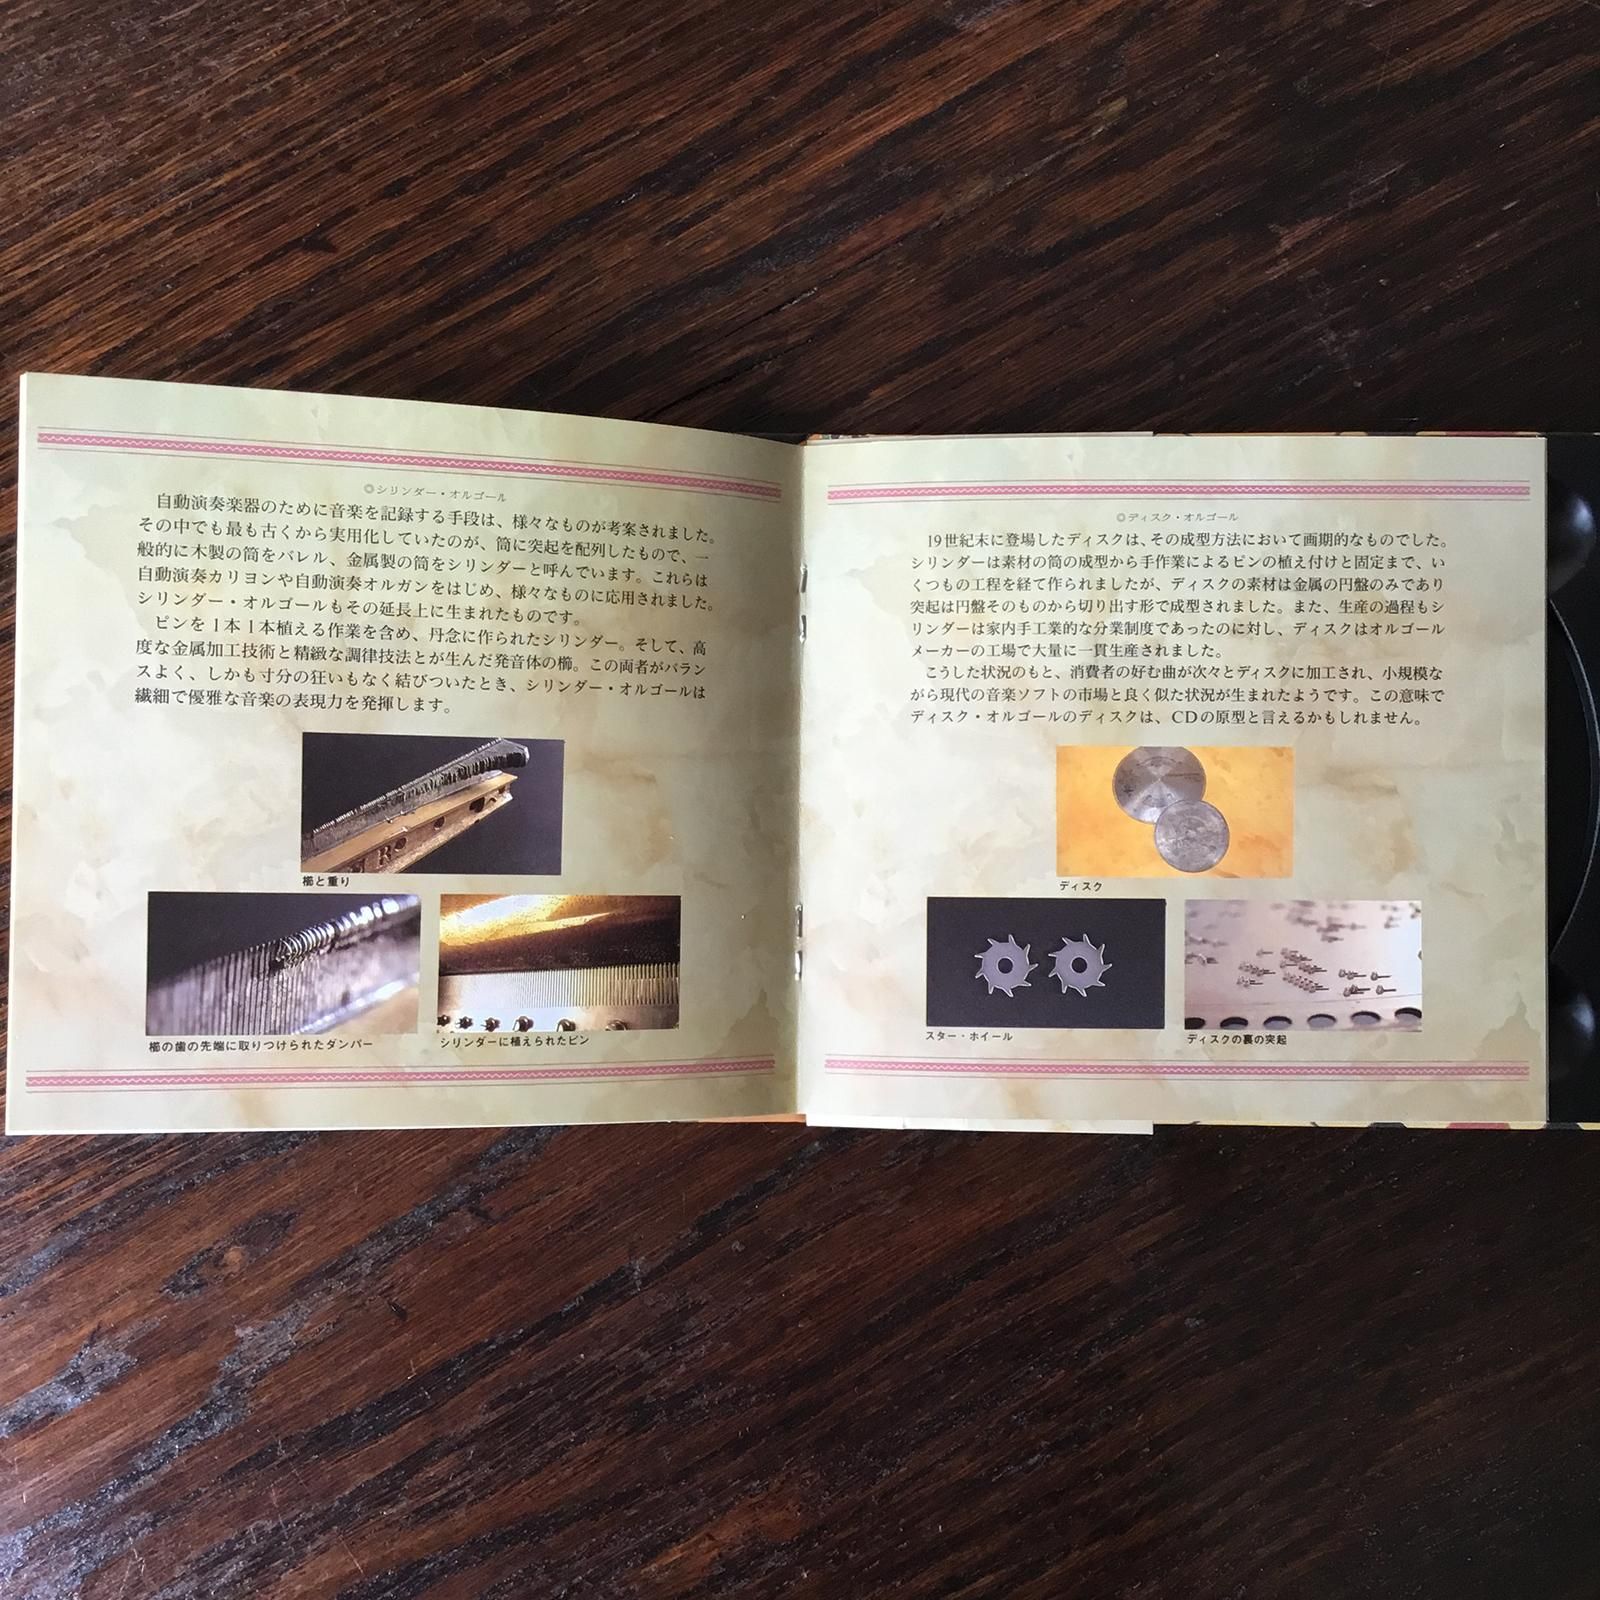 ◎シリンダー・オルゴール
自動演奏楽器のために音楽を記録する手段は、様々なものが考案されました。
その中でも最も古くから実用化していたのが、筒に突起を配列したもので、一
般的に木製の筒をバレル、金属製の筒をシリンダーと呼んでいます。これらは
自動演奏カリヨンや自動演奏オルガンをはじめ、様々なものに応用されました。
シリンダー・オルゴールもその延長上に生まれたものです。
ピンを1本1本植える作業を含め、丹念に作られたシリンダー。そして、高
度な金属加工技術と精緻な調律技法とが生んだ発音体の櫛。この両者がバラン
スよく、しかも寸分の狂いもなく結びついたとき、シリンダー・オルゴールは
繊細で優雅な音楽の表現力を発揮します。
櫛と重り
櫛の歯の先端に取りつけられたダンパー
シリンダーに植えられたピン
◎ディスク・オルゴール
19世紀末に登場したディスクは、その成型方法において画期的なものでした。
シリンダーは素材の筒の成型から手作業によるピンの植え付けと固定まで、い
くつもの工程を経て作られましたが、ディスクの素材は金属の円盤のみであり
突起は円盤そのものから切り出す形で成型されました。また、生産の過程もシ
リンダーは家内手工業的な分業制度であったのに対し、ディスクはオルゴール
メーカーの工場で大量に一貫生産されました。
こうした状況のもと、消費者の好む曲が次々とディスクに加工され、小規模な
がら現代の音楽ソフトの市場と良く似た状況が生まれたようです。この意味で
ディスク・オルゴールのディスクは、CDの原型と言えるかもしれません。
ディスク
スター・ホイール
ディスクの裏の突起